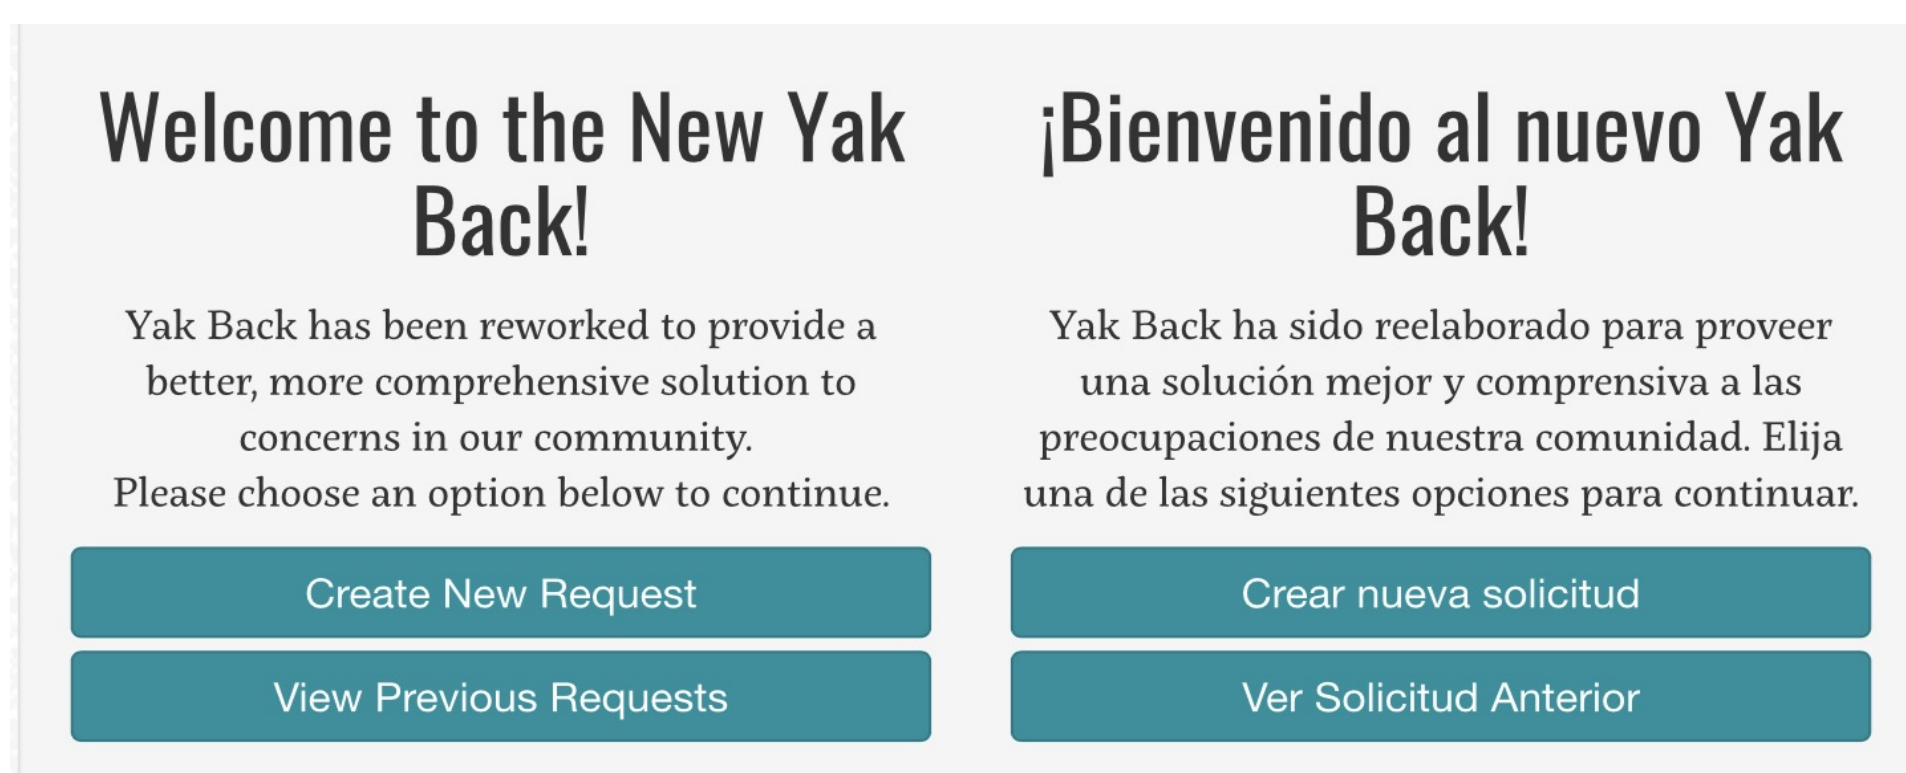 Welcome to the New Yak
Back!
Yak Back has been reworked to provide a
better, more comprehensive solution to
concerns in our community.
Please choose an option below to continue.
Create New Request
View Previous Requests
¡Bienvenido al nuevo Yak
Back!
Yak Back ha sido reelaborado para proveer
una solución mejor y comprensiva a las
preocupaciones de nuestra comunidad. Elija
una de las siguientes opciones para continuar.
Crear nueva solicitud
Ver Solicitud Anterior